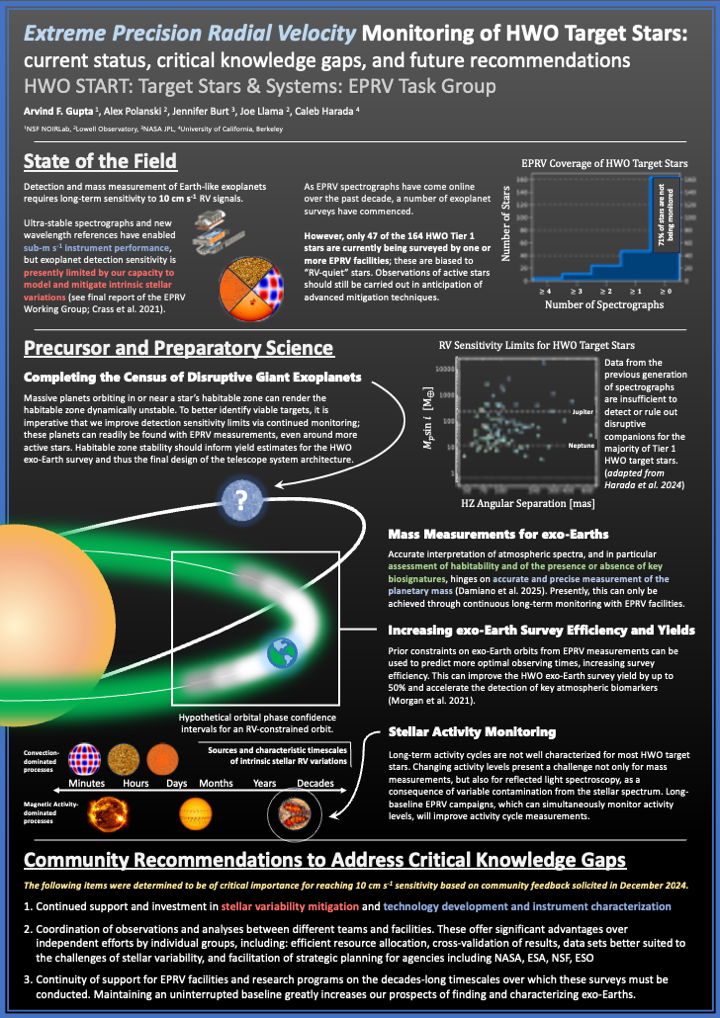 Extreme Precision Radial Velocity Monitoring of HWO Target Stars:
current status, critical knowledge gaps, and future recommendations
HWO START: Target Stars & Systems: EPRV Task Group
Arvind F. Gupta ¹, Alex Polanski ², Jennifer Burt ³, Joe Llama ², Caleb Harada ⁴
¹NSF NOIRLab, ²Lowell Observatory, ³NASA JPL, ⁴University of California, Berkeley
State of the Field
Detection and mass measurement of Earth-like exoplanets
requires long-term sensitivity to 10 cm s⁻¹ RV signals.
Ultra-stable spectrographs and new
wavelength references have enabled
sub-m s⁻¹ instrument performance,
but exoplanet detection sensitivity is
presently limited by our capacity to
model and mitigate intrinsic stellar
variations (see final report of the EPRV
Working Group; Crass et al. 2021).
As EPRV spectrographs have come online
over the past decade, a number of exoplanet
surveys have commenced.
However, only 47 of the 164 HWO Tier 1
stars are currently being surveyed by one or
more EPRV facilities; these are biased to
"RV-quiet" stars. Observations of active stars
should still be carried out in anticipation of
advanced mitigation techniques.
EPRV Coverage of HWO Target Stars
Number of Stars
160 160
140 140
120 120
100 100
80 80
60 60
40 40
20 20
0 0
71% of stars are not
being monitored
≥ 4 ≥ 3 ≥ 2 ≥ 1 ≥ 0
Number of Spectrographs
Precursor and Preparatory Science
Completing the Census of Disruptive Giant Exoplanets
Massive planets orbiting in or near a star's habitable zone can render the
habitable zone dynamically unstable. To better identify viable targets, it is
imperative that we improve detection sensitivity limits via continued monitoring;
these planets can readily be found with EPRV measurements, even around more
active stars. Habitable zone stability should inform yield estimates for the HWO
exo-Earth survey and thus the final design of the telescope system architecture.
RV Sensitivity Limits for HWO Target Stars
Mₚsin i [M⊕]
10000
1000
100
10
1
Jupiter
Neptune
HZ Angular Separation [mas]
Data from the
previous generation
of spectrographs
are insufficient to
detect or rule out
disruptive
companions for the
majority of Tier 1
HWO target stars.
(adapted from
Harada et al. 2024)
?
Hypothetical orbital phase confidence
intervals for an RV-constrained orbit.
Mass Measurements for exo-Earths
Accurate interpretation of atmospheric spectra, and in particular
assessment of habitability and of the presence or absence of key
biosignatures, hinges on accurate and precise measurement of the
planetary mass (Damiano et al. 2025). Presently, this can only be
achieved through continuous long-term monitoring with EPRV facilities.
Increasing exo-Earth Survey Efficiency and Yields
Prior constraints on exo-Earth orbits from EPRV measurements can be
used to predict more optimal observing times, increasing survey
efficiency. This can improve the HWO exo-Earth survey yield by up to
50% and accelerate the detection of key atmospheric biomarkers
(Morgan et al. 2021).
Stellar Activity Monitoring
Long-term activity cycles are not well characterized for most HWO target
stars. Changing activity levels present a challenge not only for mass
measurements, but also for reflected light spectroscopy, as a
consequence of variable contamination from the stellar spectrum. Long-
baseline EPRV campaigns, which can simultaneously monitor activity
levels, will improve activity cycle measurements.
Convection-
dominated
processes
Sources and characteristic timescales
of intrinsic stellar RV variations
Minutes Hours Days Months Years Decades
Magnetic Activity-
dominated
processes
Community Recommendations to Address Critical Knowledge Gaps
The following items were determined to be of critical importance for reaching 10 cm s⁻¹ sensitivity based on community feedback solicited in December 2024.
1. Continued support and investment in stellar variability mitigation and technology development and instrument characterization
2. Coordination of observations and analyses between different teams and facilities. These offer significant advantages over
independent efforts by individual groups, including: efficient resource allocation, cross-validation of results, data sets better suited to
the challenges of stellar variability, and facilitation of strategic planning for agencies including NASA, ESA, NSF, ESO
3. Continuity of support for EPRV facilities and research programs on the decades-long timescales over which these surveys must be
conducted. Maintaining an uninterrupted baseline greatly increases our prospects of finding and characterizing exo-Earths.